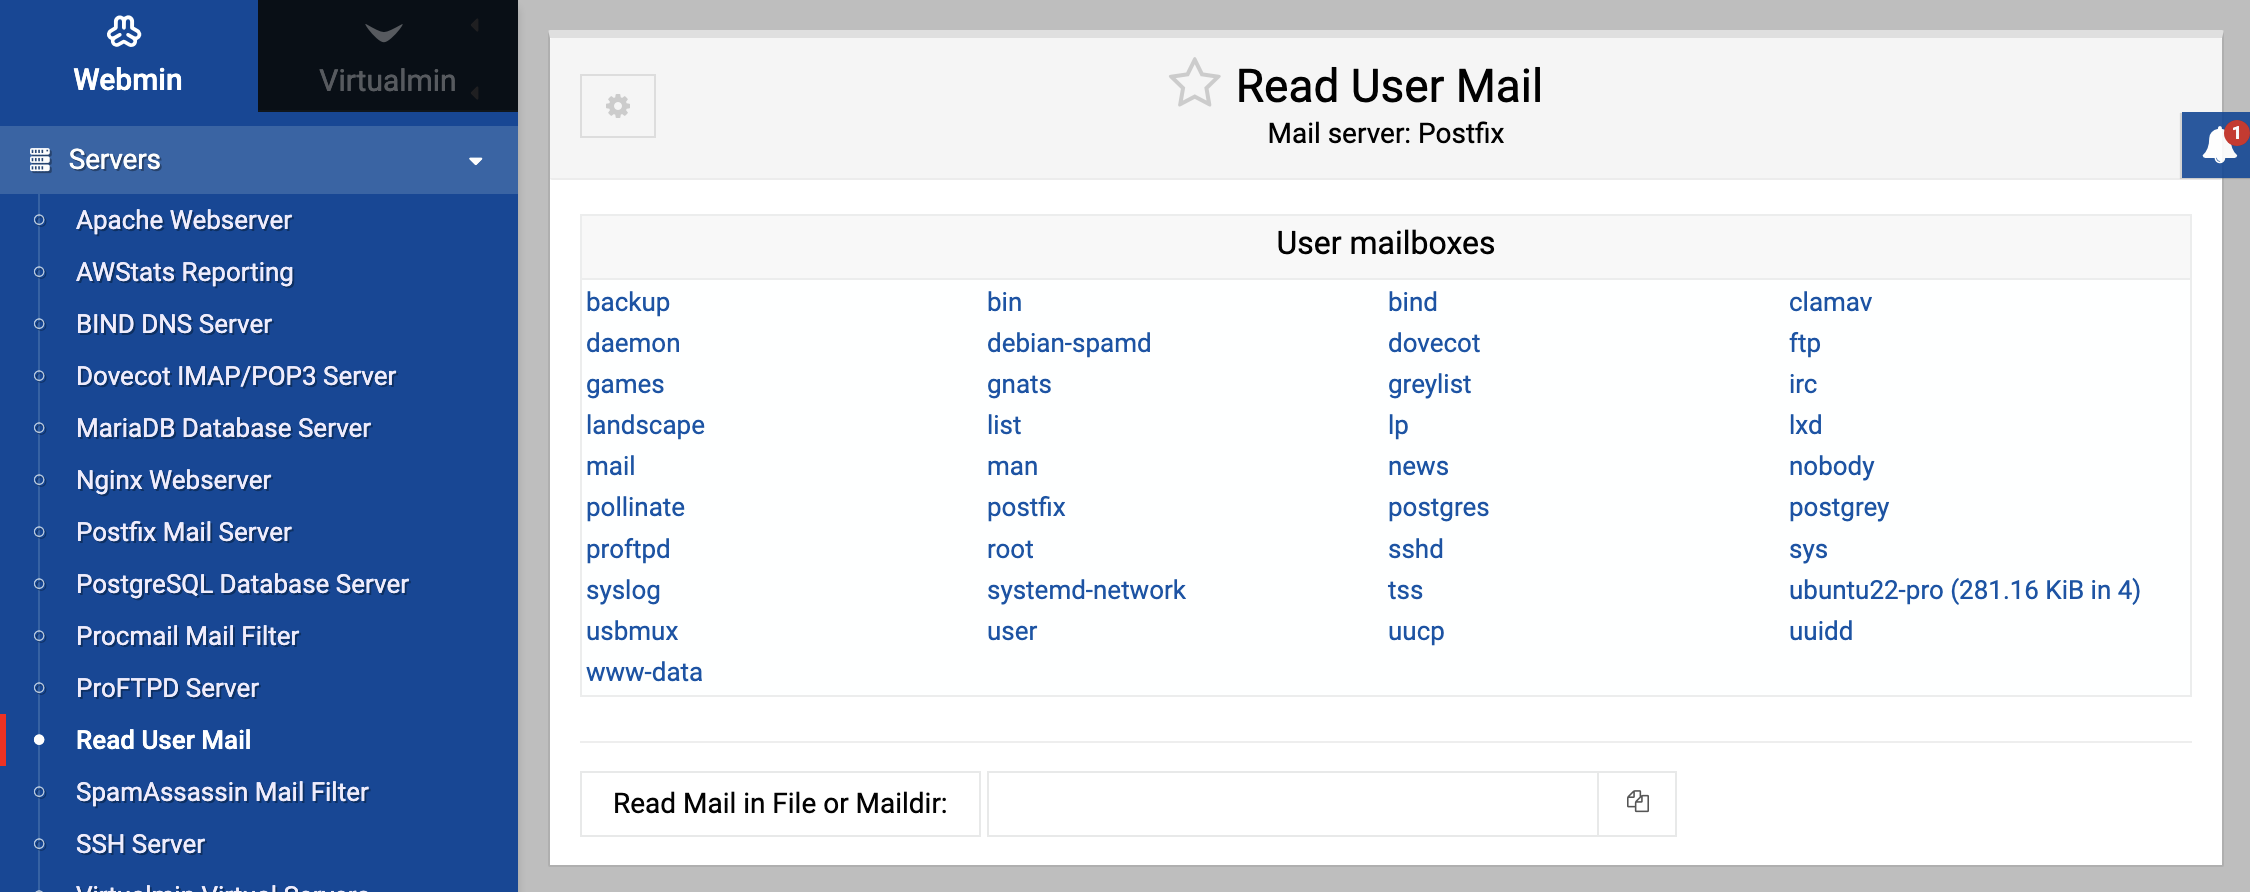 Webmin
Virtualmin
Servers
Apache Webserver
AWStats Reporting
BIND DNS Server
Dovecot IMAP/POP3 Server
MariaDB Database Server
Nginx Webserver
Postfix Mail Server
PostgreSQL Database Server
Procmail Mail Filter
ProFTPD Server
Read User Mail
SpamAssassin Mail Filter
SSH Server
Virtualmin Virtual Servers
Read User Mail
Mail server: Postfix
1
User mailboxes
backup bin bind clamav
daemon debian-spamd dovecot ftp
games gnats greylist irc
landscape list lp lxd
mail man news nobody
pollinate postfix postgres postgrey
proftpd root sshd sys
syslog systemd-network tss ubuntu22-pro (281.16 KiB in 4)
usbmux user uucp uuidd
www-data
Read Mail in File or Maildir: